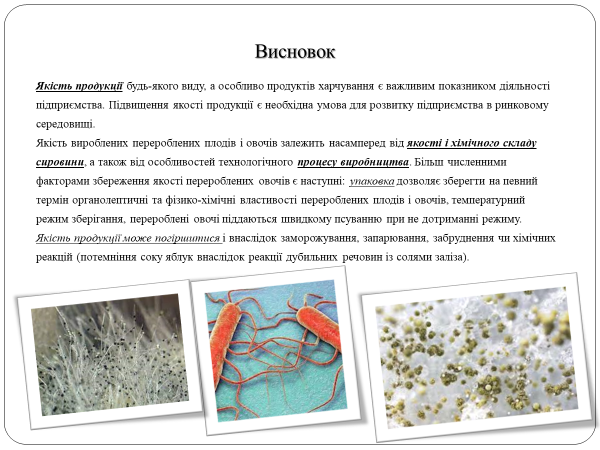 Висновок
Якість продукції будь-якого виду, а особливо продуктів харчування є важливим показником діяльності
підприємства. Підвищення якості продукції є необхідна умова для розвитку підприємства в ринковому
середовищі.
Якість вироблених перероблених плодів і овочів залежить насамперед від якості і хімічного складу
сировини, а також від особливостей технологічного процесу виробництва. Більш численними
факторами збереження якості перероблених овочів є наступні: упаковка дозволяє зберегти на певний
термін органолептичні та фізико-хімічні властивості перероблених плодів і овочів, температурний
режим зберігання, перероблені овочі піддаються швидкому псуванню при не дотриманні режиму.
Якість продукції може погіршитися і внаслідок заморожування, запарювання, забруднення чи хімічних
реакцій (потемніння соку яблук внаслідок реакції дубильних речовин із солями заліза).